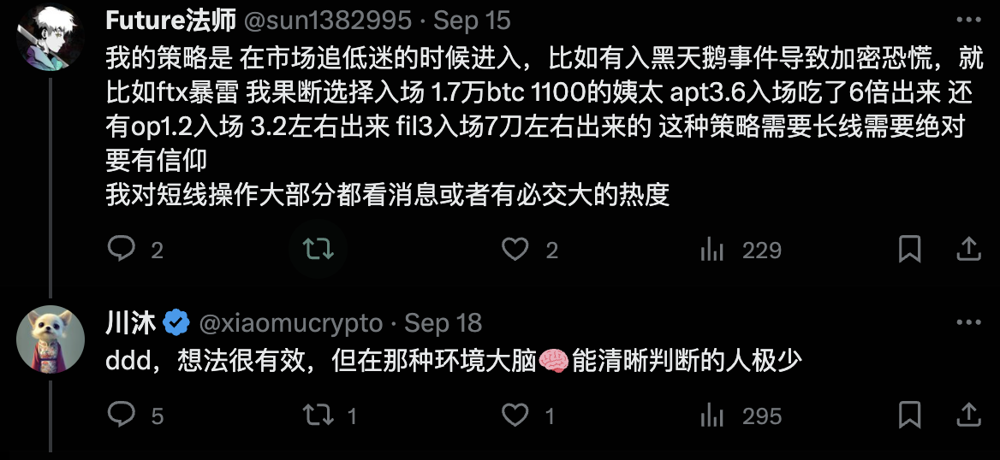 Future法师 @sun1382995 · Sep 15
我的策略是 在市场追低迷的时候进入，比如有入黑天鹅事件导致加密恐慌，就
比如ftx暴雷 我果断选择入场 1.7万btc 1100的姨太 apt3.6入场吃了6倍出来 还
有op1.2入场 3.2左右出来 fil3入场7刀左右出来的 这种策略需要长线需要绝对
要有信仰
我对短线操作大部分都看消息或者有必交大的热度
2 2 229
川沐 @xiaomucrypto · Sep 18
ddd，想法很有效，但在那种环境大脑🧠能清晰判断的人极少
5 1 1 295